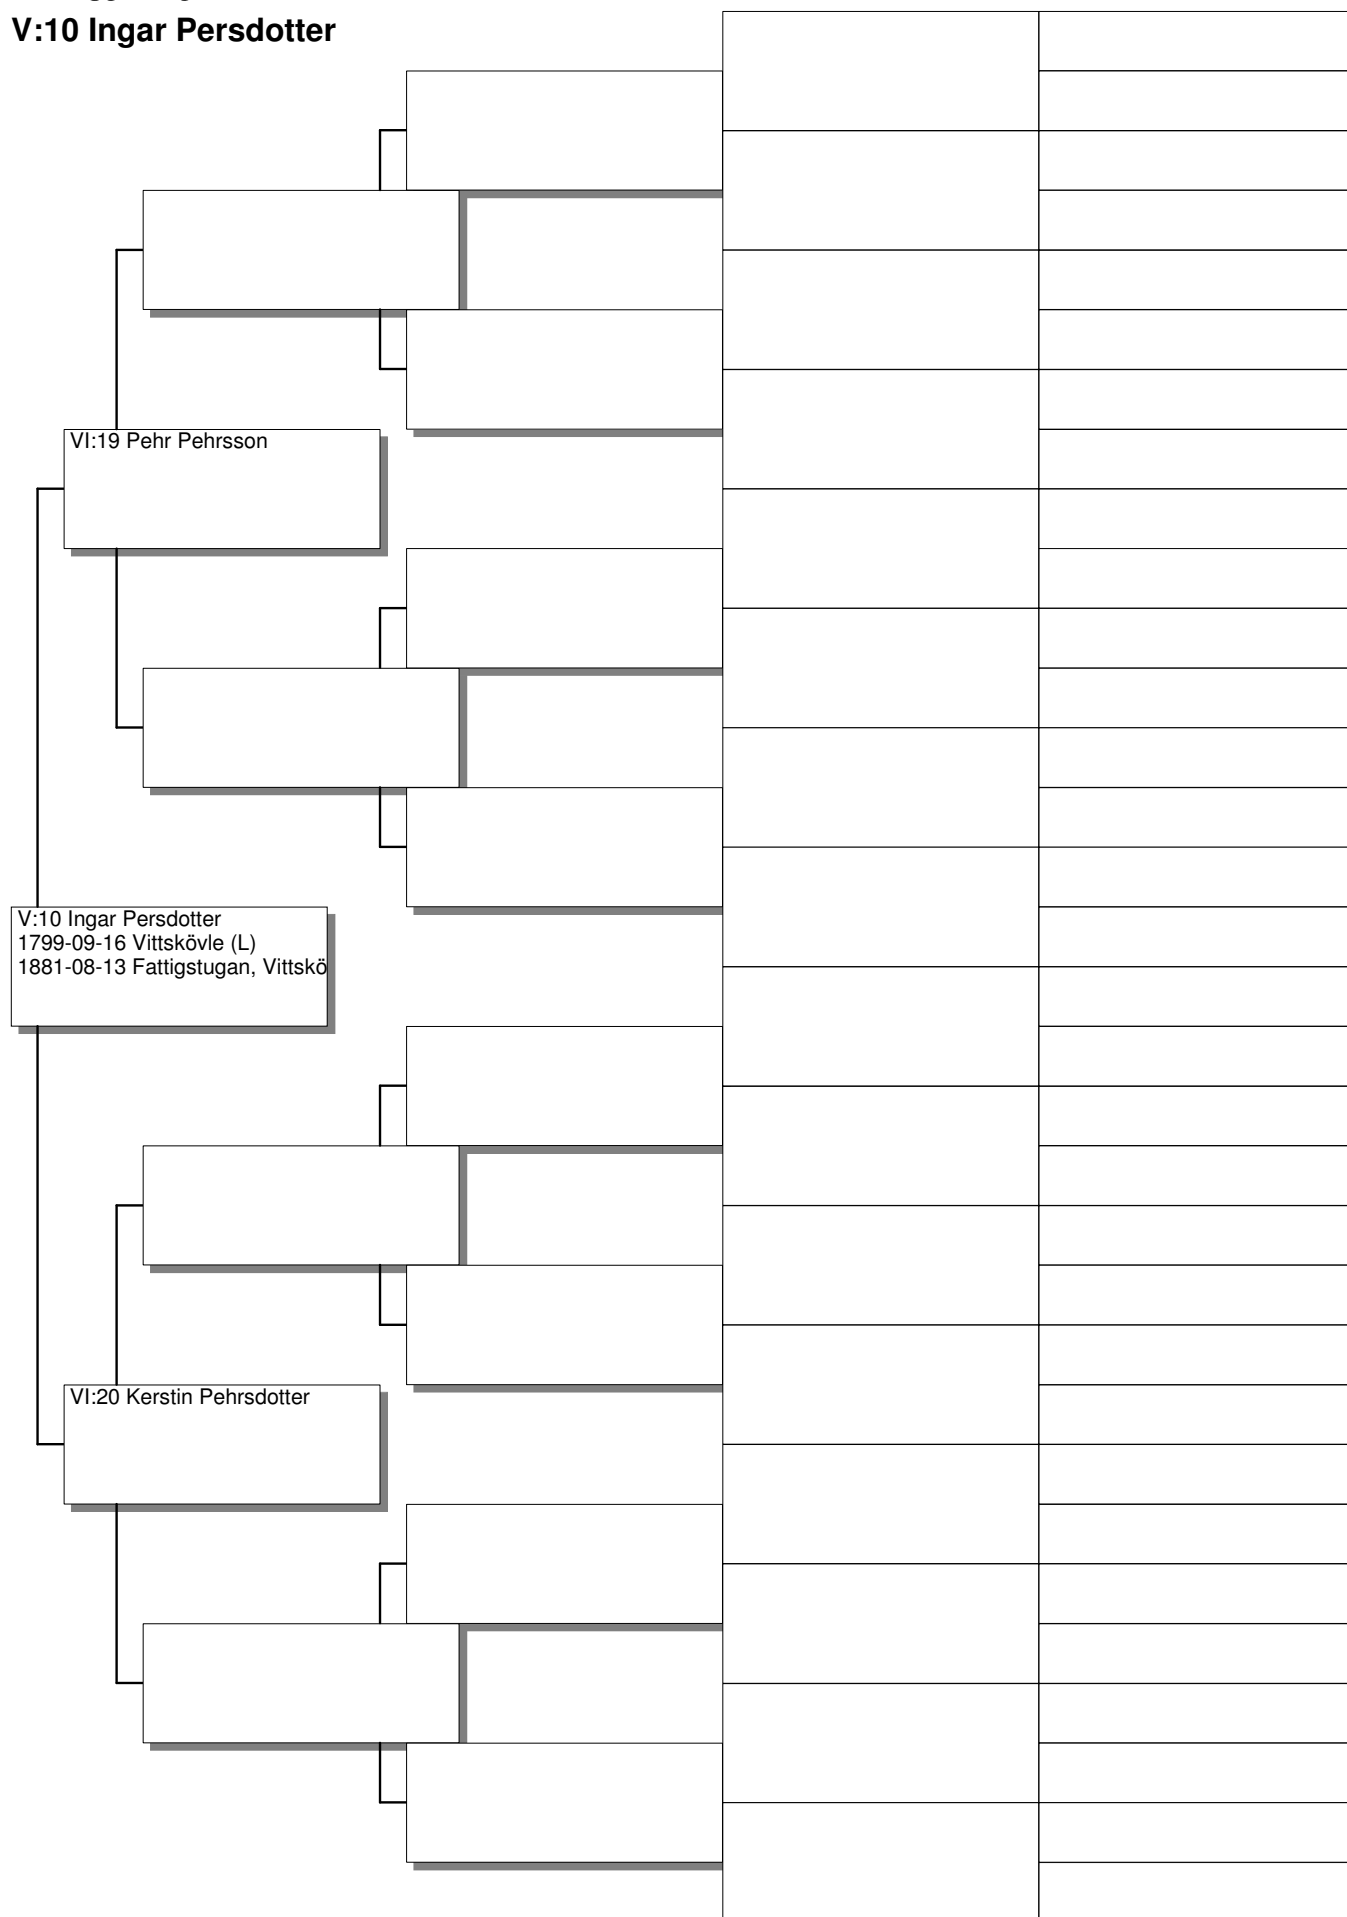 V:10 Ingar Persdotter
VI:19 Pehr Pehrsson
V:10 Ingar Persdotter
1799-09-16 Vittskövle (L)
1881-08-13 Fattigstugan, Vittskö
VI:20 Kerstin Pehrsdotter